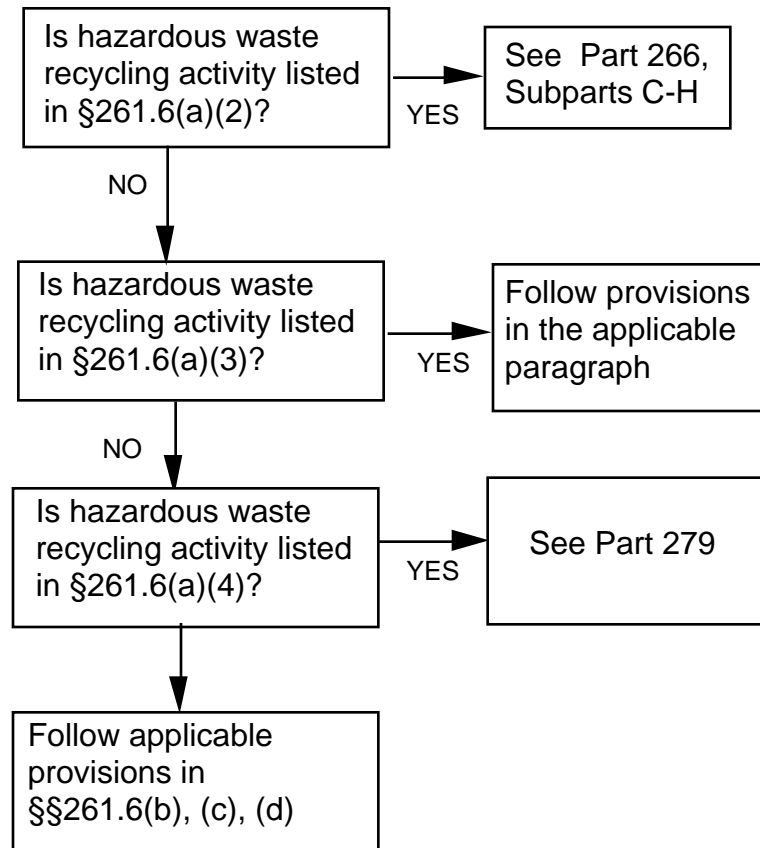 Is hazardous waste
recycling activity listed
in §261.6(a)(2)?
YES
See Part 266,
Subparts C-H
NO
Is hazardous waste
recycling activity listed
in §261.6(a)(3)?
YES
Follow provisions
in the applicable
paragraph
NO
Is hazardous waste
recycling activity listed
in §261.6(a)(4)?
YES
See Part 279
Follow applicable
provisions in
§§261.6(b), (c), (d)